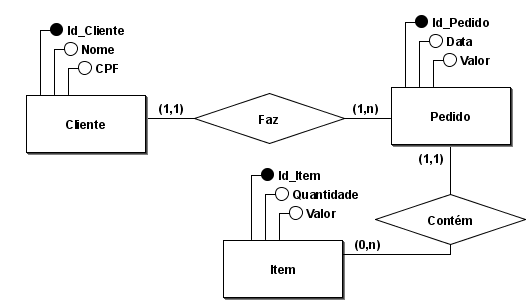 Id_Cliente
Nome
CPF
Cliente
(1,1)
Faz
(1,n)
Id_Pedido
Data
Valor
Pedido
(1,1)
Contém
(0,n)
Id_Item
Quantidade
Valor
Item